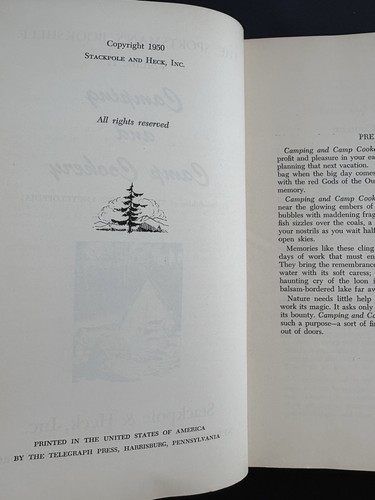 Copyright 1950
Stackpole and Heck, Inc.
All rights reserved
PRINTED IN THE UNITED STATES OF AMERICA
BY THE TELEGRAPH PRESS, HARRISBURG, PENNSYLVANIA
PRE
Camping and Camp Cooke
profit and pleasure in your ea
planning that next vacation.
bag when the big day comes
with the red Gods of the Ou
memory.
Camping and Camp Cook
near the glowing embers of
bubbles with maddening frag
fish sizzles over the coals, a
your nostrils as you wait half
open skies.
Memories like these cling
days of work that must en
They bring the remembrance
water with its soft caress;
haunting cry of the loon i
balsam-bordered lake far aw
Nature needs little help
work its magic. It asks only
its bounty. Camping and Co
such a purpose—a sort of fi
out of doors.